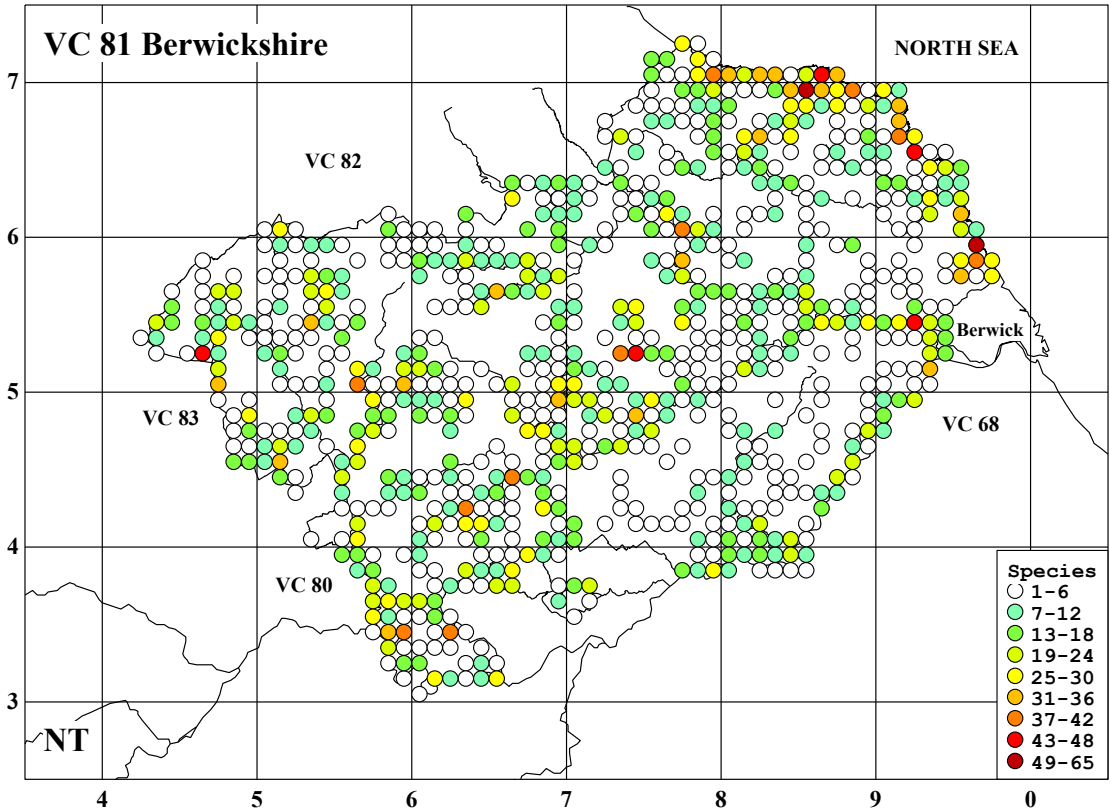 VC 81 Berwickshire
NORTH SEA
7
VC 82
6
Berwick
5
VC 83
VC 68
4
VC 80
3
NT
Species
1-6
7-12
13-18
19-24
25-30
31-36
37-42
43-48
49-65
4 5 6 7 8 9 0